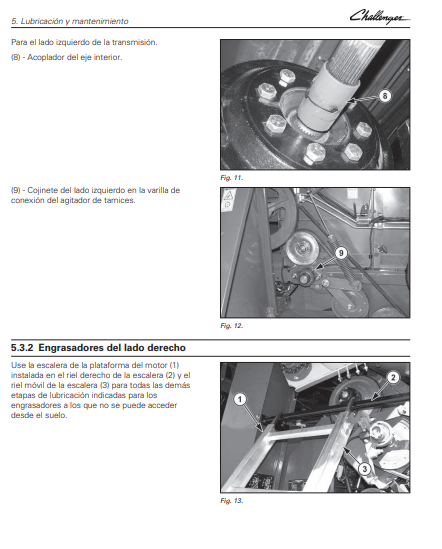 5. Lubricación y mantenimiento
Challenger
Para el lado izquierdo de la transmisión.
(8) - Acoplador del eje interior.
8
Fig. 11.
(9) - Cojinete del lado izquierdo en la varilla de
conexión del agitador de tamices.
9
Fig. 12.
5.3.2 Engrasadores del lado derecho
Use la escalera de la plataforma del motor (1)
instalada en el riel derecho de la escalera (2) y el
riel móvil de la escalera (3) para todas las demás
etapas de lubricación indicadas para los
engrasadores a los que no se puede acceder
desde el suelo.
1
2
3
Fig. 13.